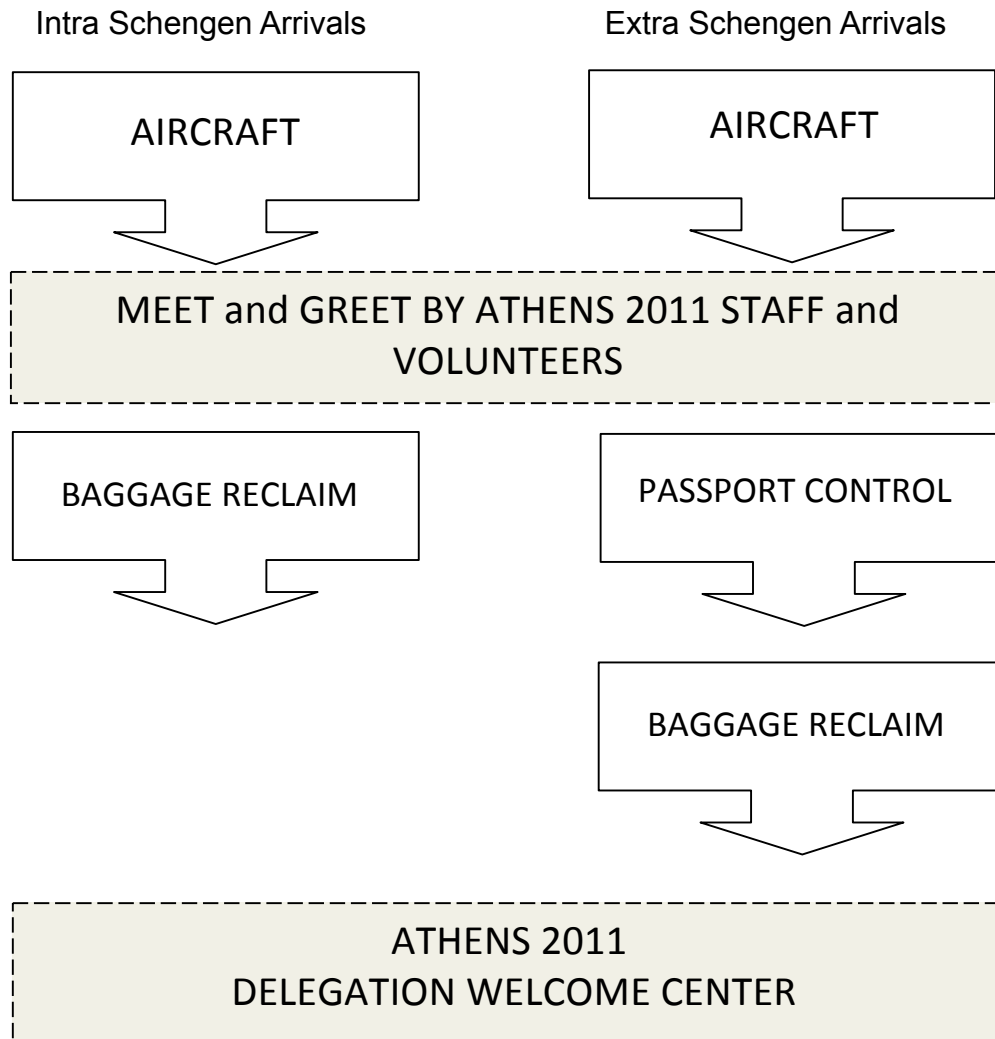 Intra Schengen Arrivals
Extra Schengen Arrivals
AIRCRAFT
AIRCRAFT
MEET and GREET BY ATHENS 2011 STAFF and
VOLUNTEERS
BAGGAGE RECLAIM
PASSPORT CONTROL
BAGGAGE RECLAIM
ATHENS 2011
DELEGATION WELCOME CENTER